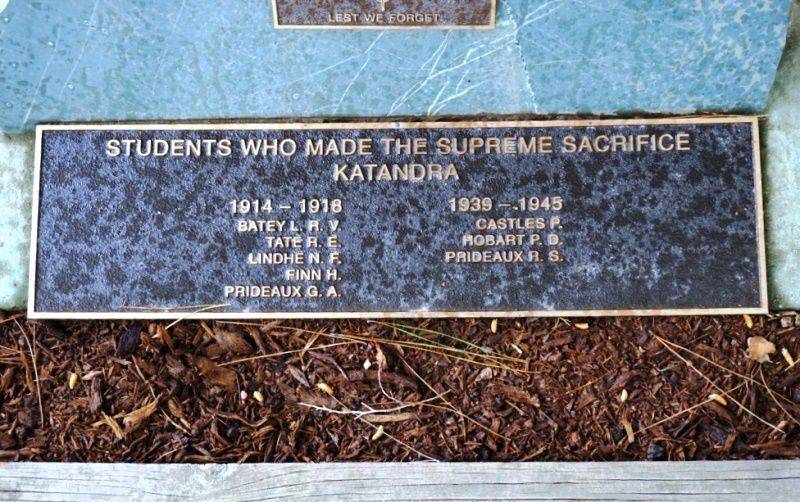 LEST WE FORGET
STUDENTS WHO MADE THE SUPREME SACRIFICE
KATANDRA
1914 - 1918
BATEY L. R. V.
TATE R. E.
LINDHE N. F.
FINN H.
PRIDEAUX G. A.
1939 - 1945
CASTLES P.
HOBART P. D.
PRIDEAUX R. S.